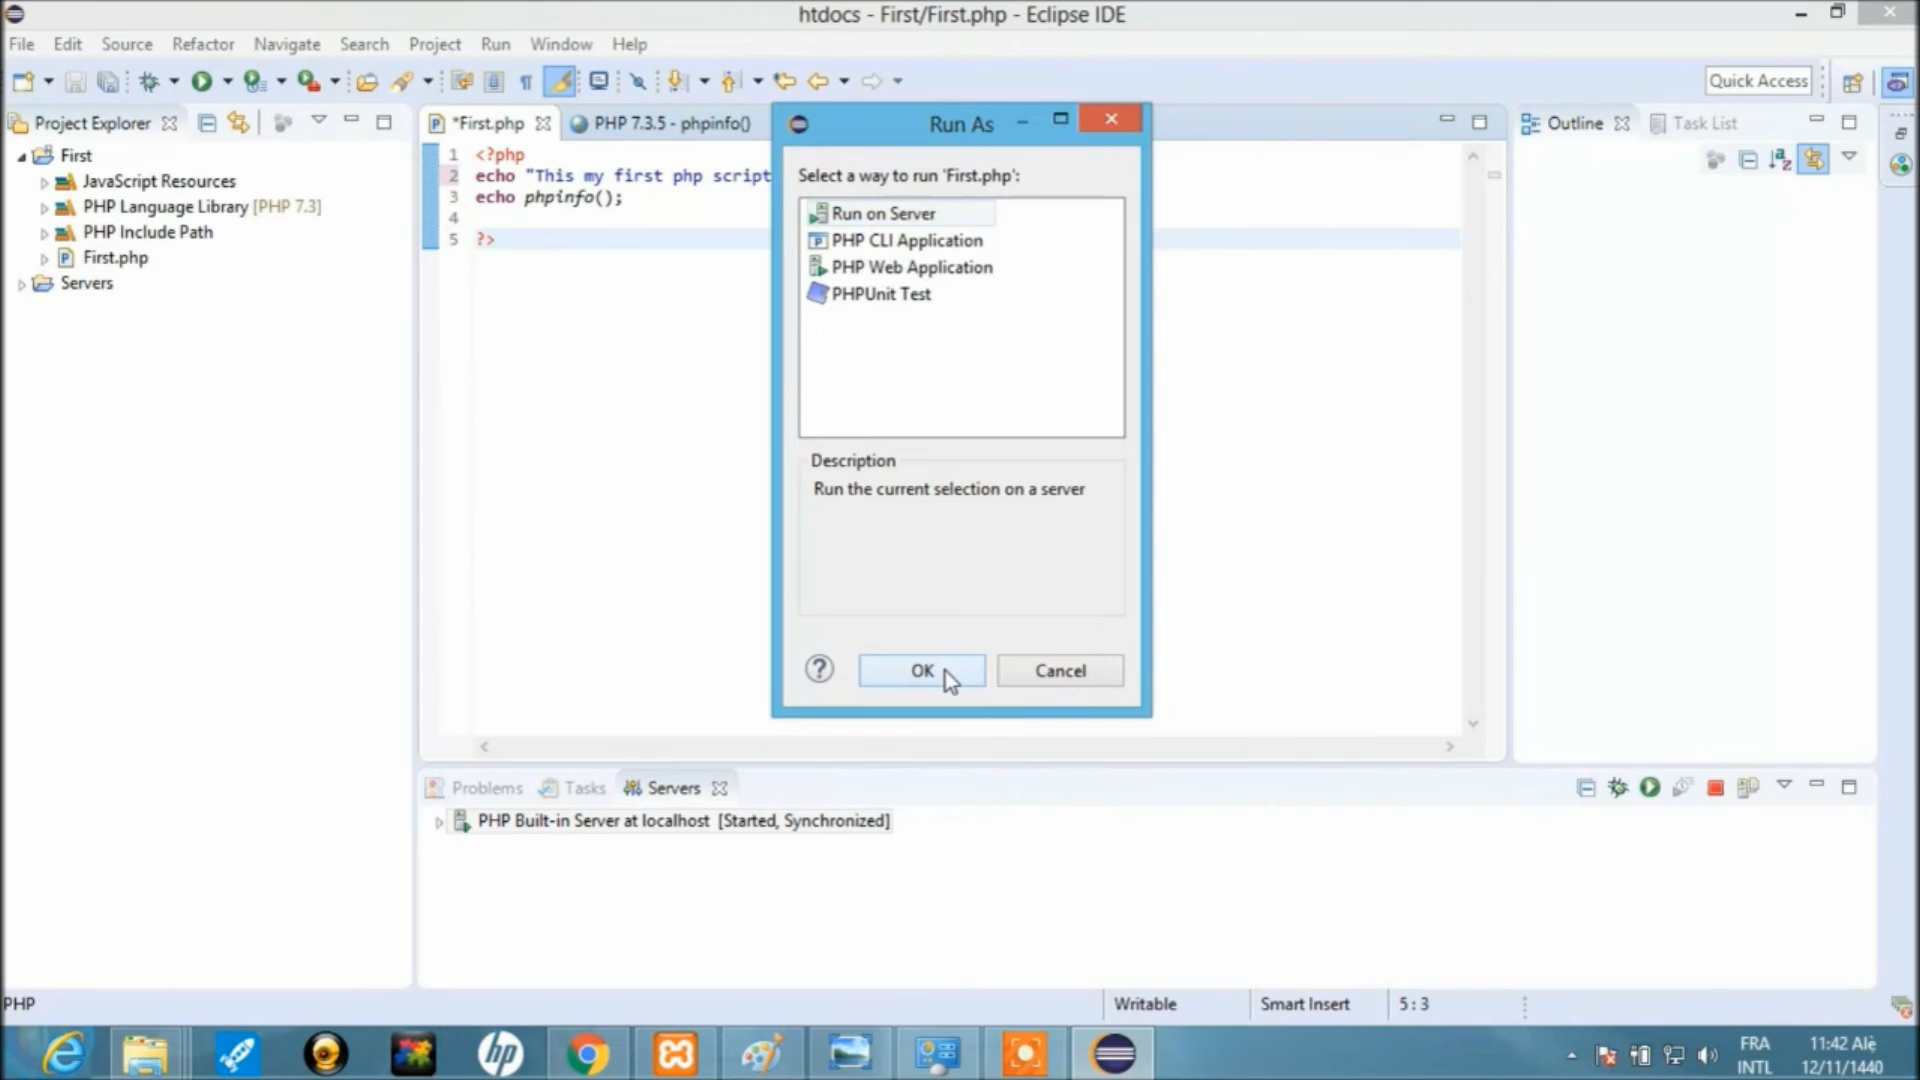 htdocs - First/First.php - Eclipse IDE
File Edit Source Refactor Navigate Search Project Run Window Help
Quick Access
Project Explorer
First
JavaScript Resources
PHP Language Library [PHP 7.3]
PHP Include Path
First.php
Servers
*First.php
PHP 7.3.5 - phpinfo()
1 <?php
2 echo "This my first php script
3 echo phpinfo();
4
5 ?>
Run As
Select a way to run 'First.php':
Run on Server
PHP CLI Application
PHP Web Application
PHPUnit Test
Description
Run the current selection on a server
?
OK
Cancel
Outline
Task List
Problems
Tasks
Servers
PHP Built-in Server at localhost [Started, Synchronized]
PHP
Writable
Smart Insert
5 : 3
hp
FRA
INTL
11:42 Alè
12/11/1440